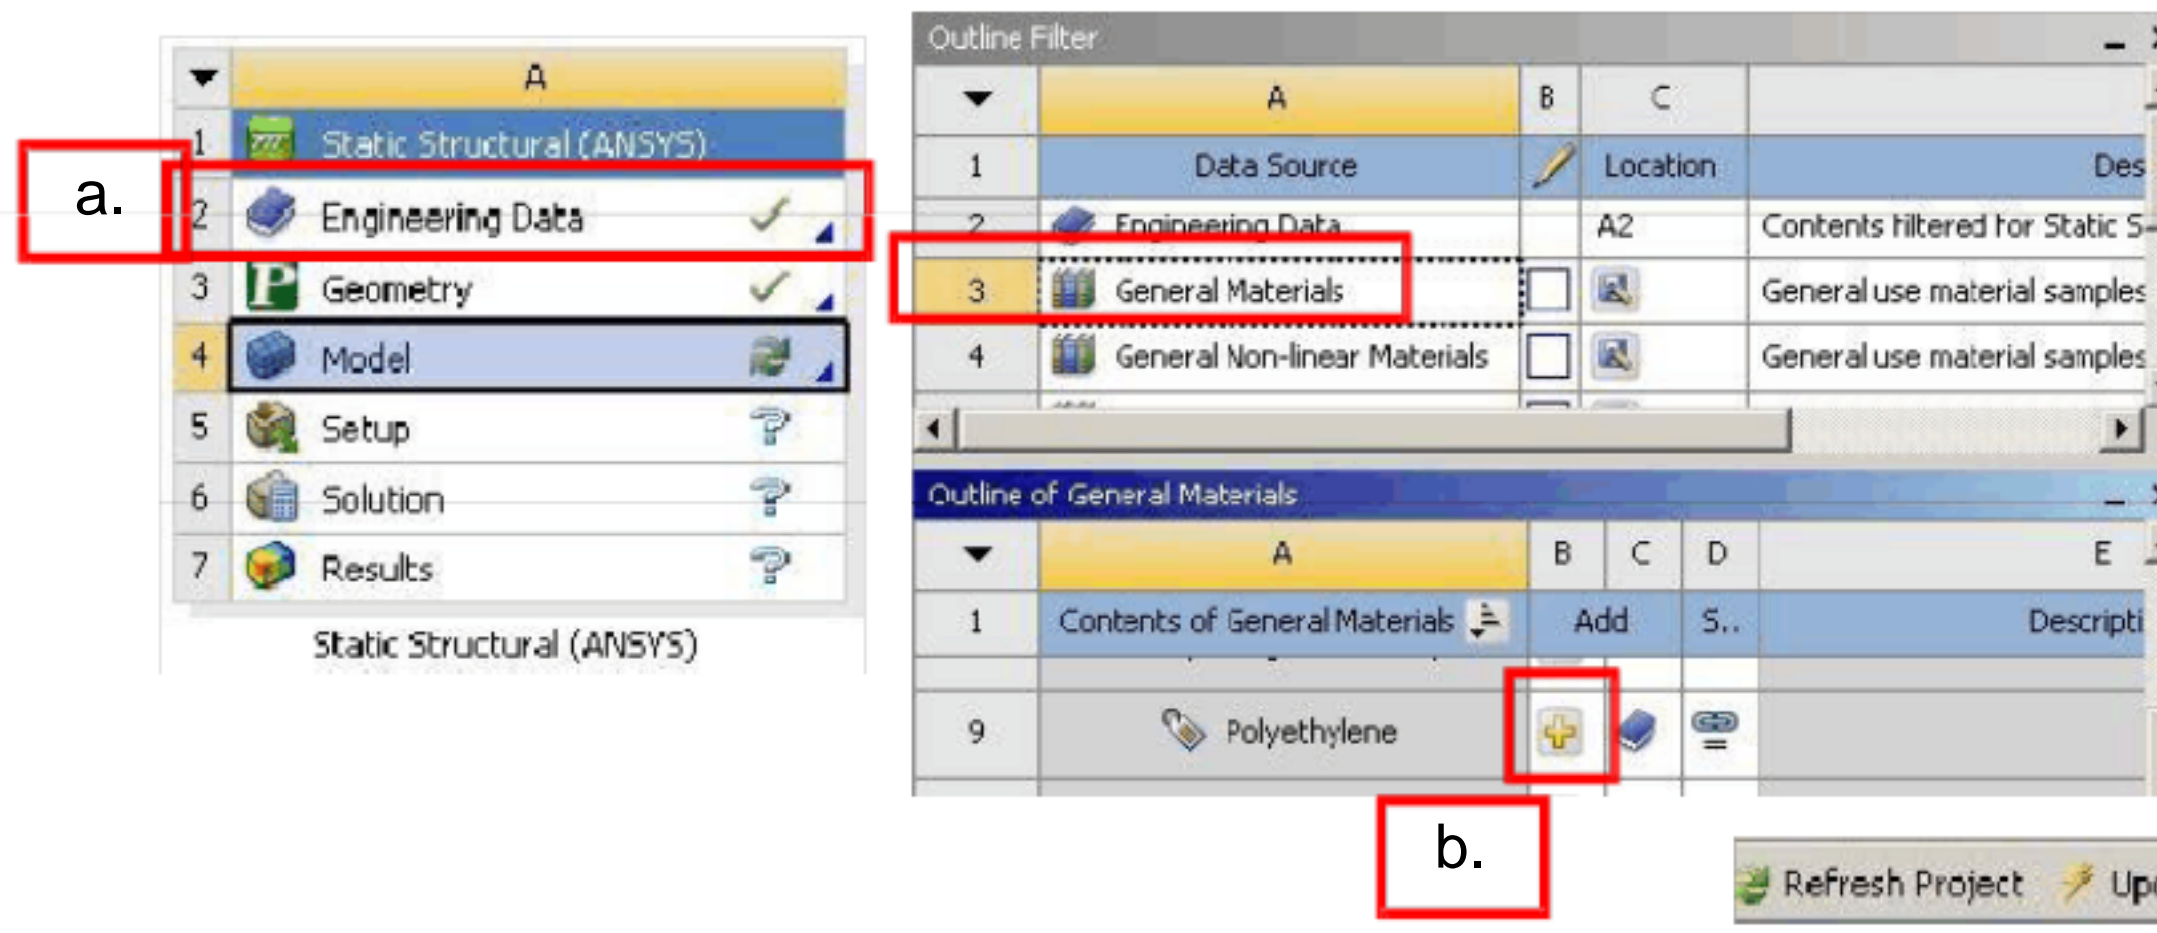 A
1 Static Structural (ANSYS)
a.
2 Engineering Data
3 Geometry
4 Model
5 Setup
6 Solution
7 Results
Static Structural (ANSYS)
Outline Filter
A B C
1 Data Source Location Des
2 Engineering Data A2 Contents filtered for Static S
3 General Materials General use material samples
4 General Non-linear Materials General use material samples
Outline of General Materials
A B C D E
1 Contents of General Materials Add S.. Descripti
9 Polyethylene
b.
Refresh Project Up